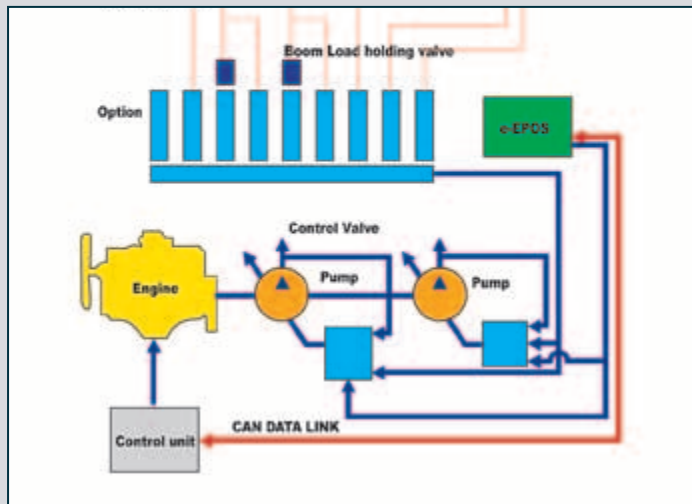 Boom Load holding valve
Option
e-EPOS
Control Valve
Engine
Pump
Pump
CAN DATA LINK
Control unit